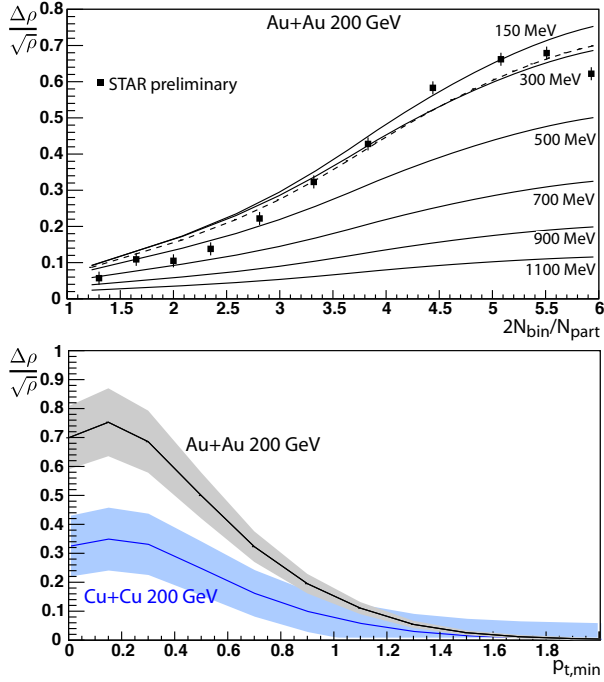 Δρ/√ρ
Au+Au 200 GeV
0.8
0.7
0.6
0.5
0.4
0.3
0.2
0.1
0
STAR preliminary
150 MeV
300 MeV
500 MeV
700 MeV
900 MeV
1100 MeV
1 1.5 2 2.5 3 3.5 4 4.5 5 5.5 6
2N_bin/N_part
Δρ/√ρ
1
0.9
0.8
0.7
0.6
0.5
0.4
0.3
0.2
0.1
0
Au+Au 200 GeV
Cu+Cu 200 GeV
0 0.2 0.4 0.6 0.8 1.0 1.2 1.4 1.6 1.8
p_t,min